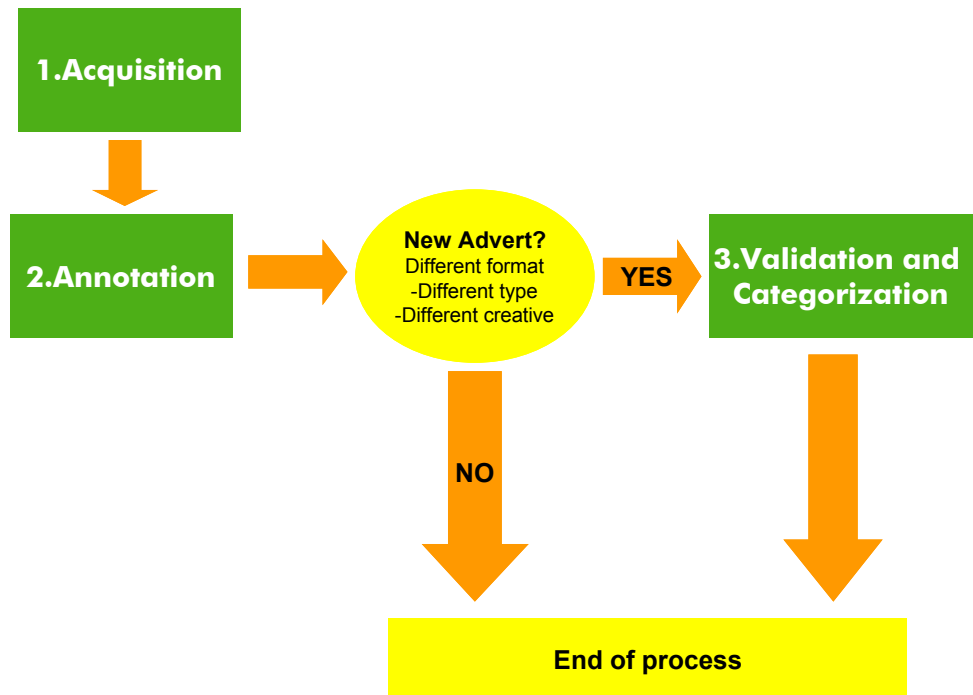 1.Acquisition
2.Annotation
New Advert?
Different format
-Different type
-Different creative
YES
3.Validation and
Categorization
NO
End of process